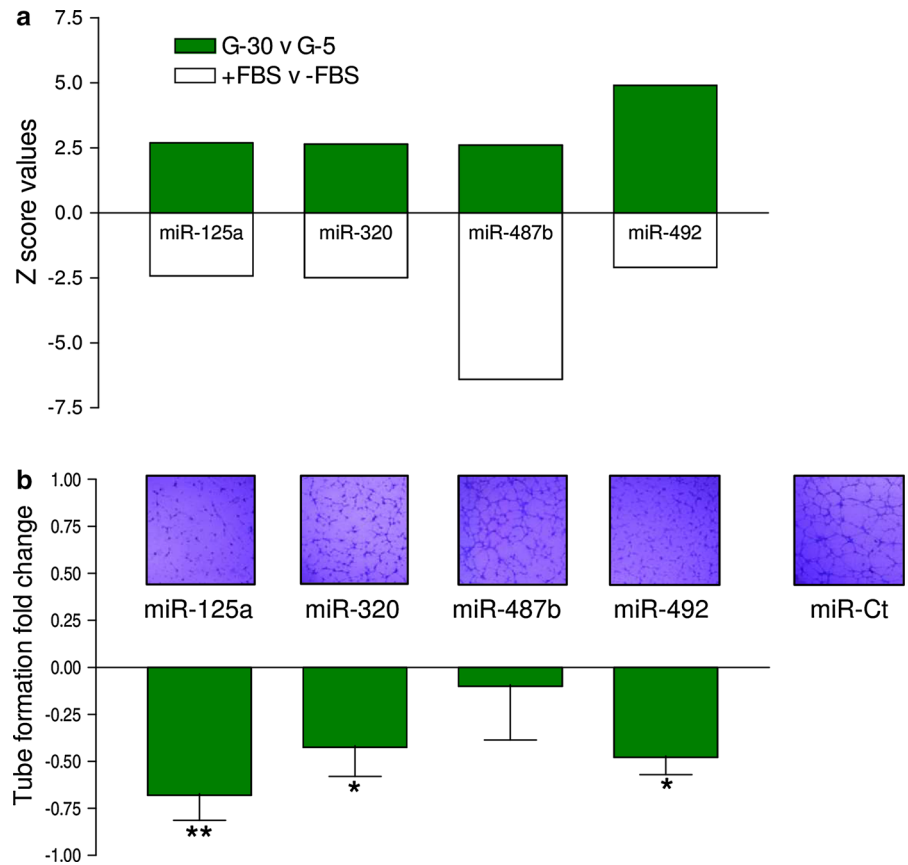 a
7.5
5.0
2.5
0.0
-2.5
-5.0
-7.5
Z score values
G-30 v G-5
+FBS v -FBS
miR-125a miR-320 miR-487b miR-492
b
1.00
0.75
0.50
0.25
0.00
-0.25
-0.50
-0.75
-1.00
Tube formation fold change
miR-125a miR-320 miR-487b miR-492 miR-Ct
** * *